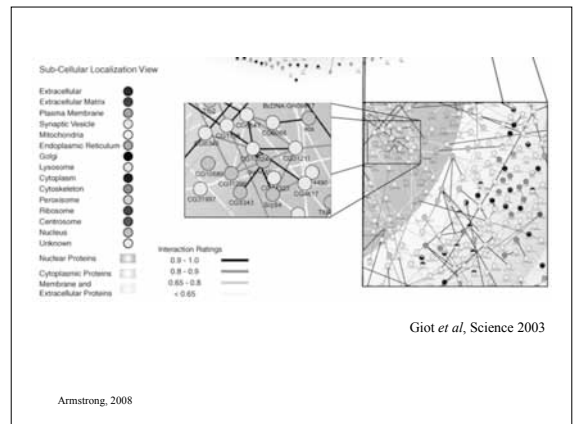 Sub-Cellular Localization View
Extracellular
Extracellular Matrix
Plasma Membrane
Synaptic Vesicle
Mitochondria
Endoplasmic Reticulum
Golgi
Lysosome
Cytoplasm
Cytoskeleton
Peroxisome
Ribosome
Centrosome
Nucleus
Unknown
Nuclear Proteins
Cytoplasmic Proteins
Membrane and
Extracellular Proteins
Interaction Ratings
0.9 - 1.0
0.8 - 0.9
0.65 - 0.8
< 0.65
Giot et al, Science 2003
Armstrong, 2008